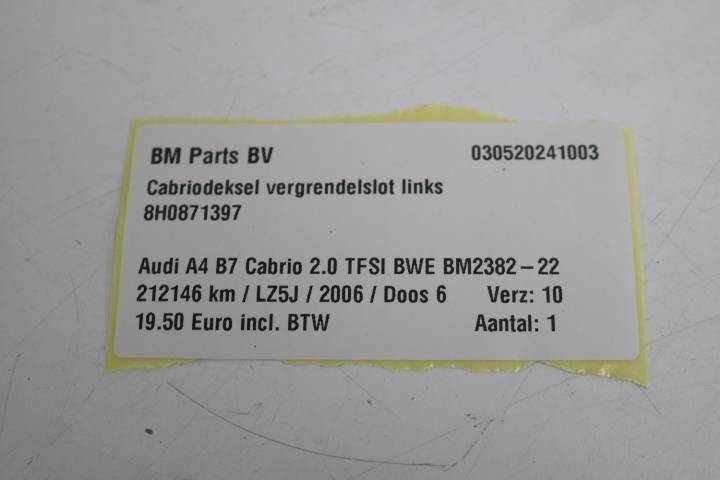 BM Parts BV 030520241003
Cabriodeksel vergrendelslot links
8H0871397
Audi A4 B7 Cabrio 2.0 TFSI BWE BM2382-22
212146 km / LZ5J / 2006 / Doos 6 Verz: 10
19.50 Euro incl. BTW Aantal: 1